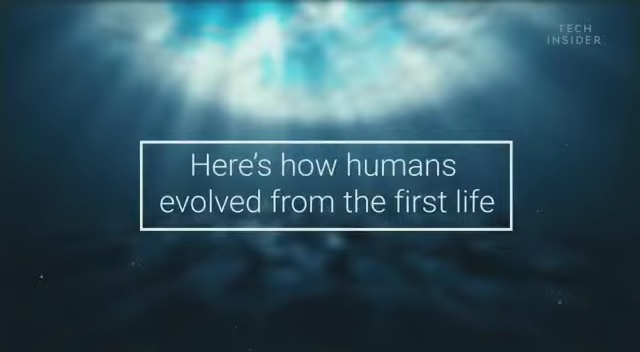 TECH
INSIDER
Here's how humans
evolved from the first life